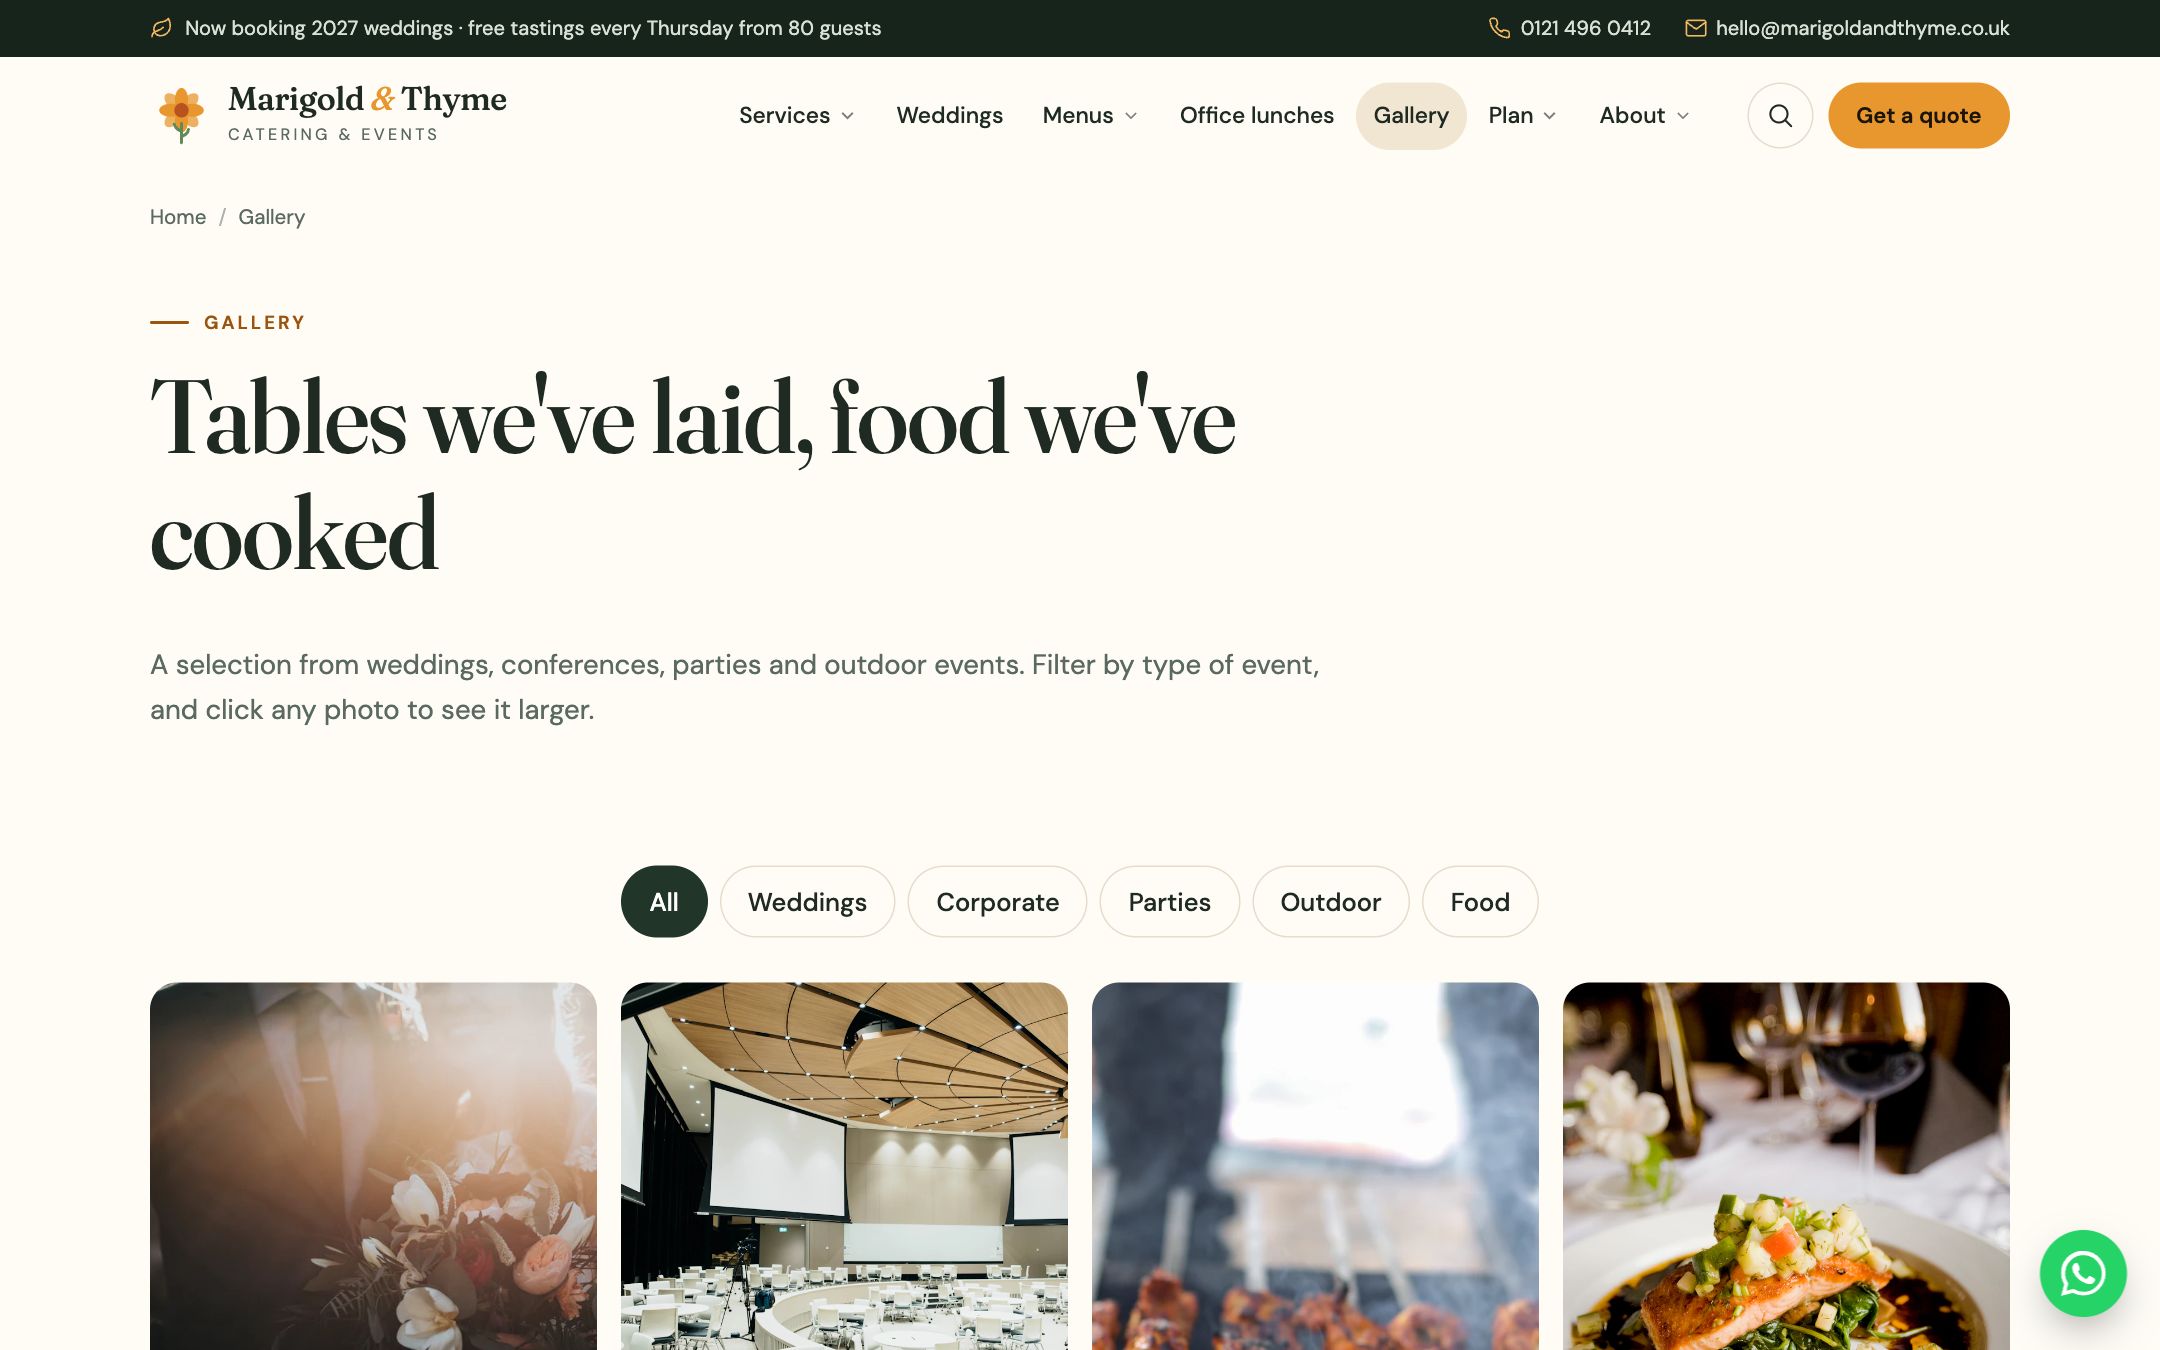 Now booking 2027 weddings · free tastings every Thursday from 80 guests
0121 496 0412
hello@marigoldandthyme.co.uk
Marigold & Thyme
CATERING & EVENTS
Services
Weddings
Menus
Office lunches
Gallery
Plan
About
Get a quote
Home / Gallery
GALLERY
Tables we've laid, food we've
cooked
A selection from weddings, conferences, parties and outdoor events. Filter by type of event,
and click any photo to see it larger.
All
Weddings
Corporate
Parties
Outdoor
Food